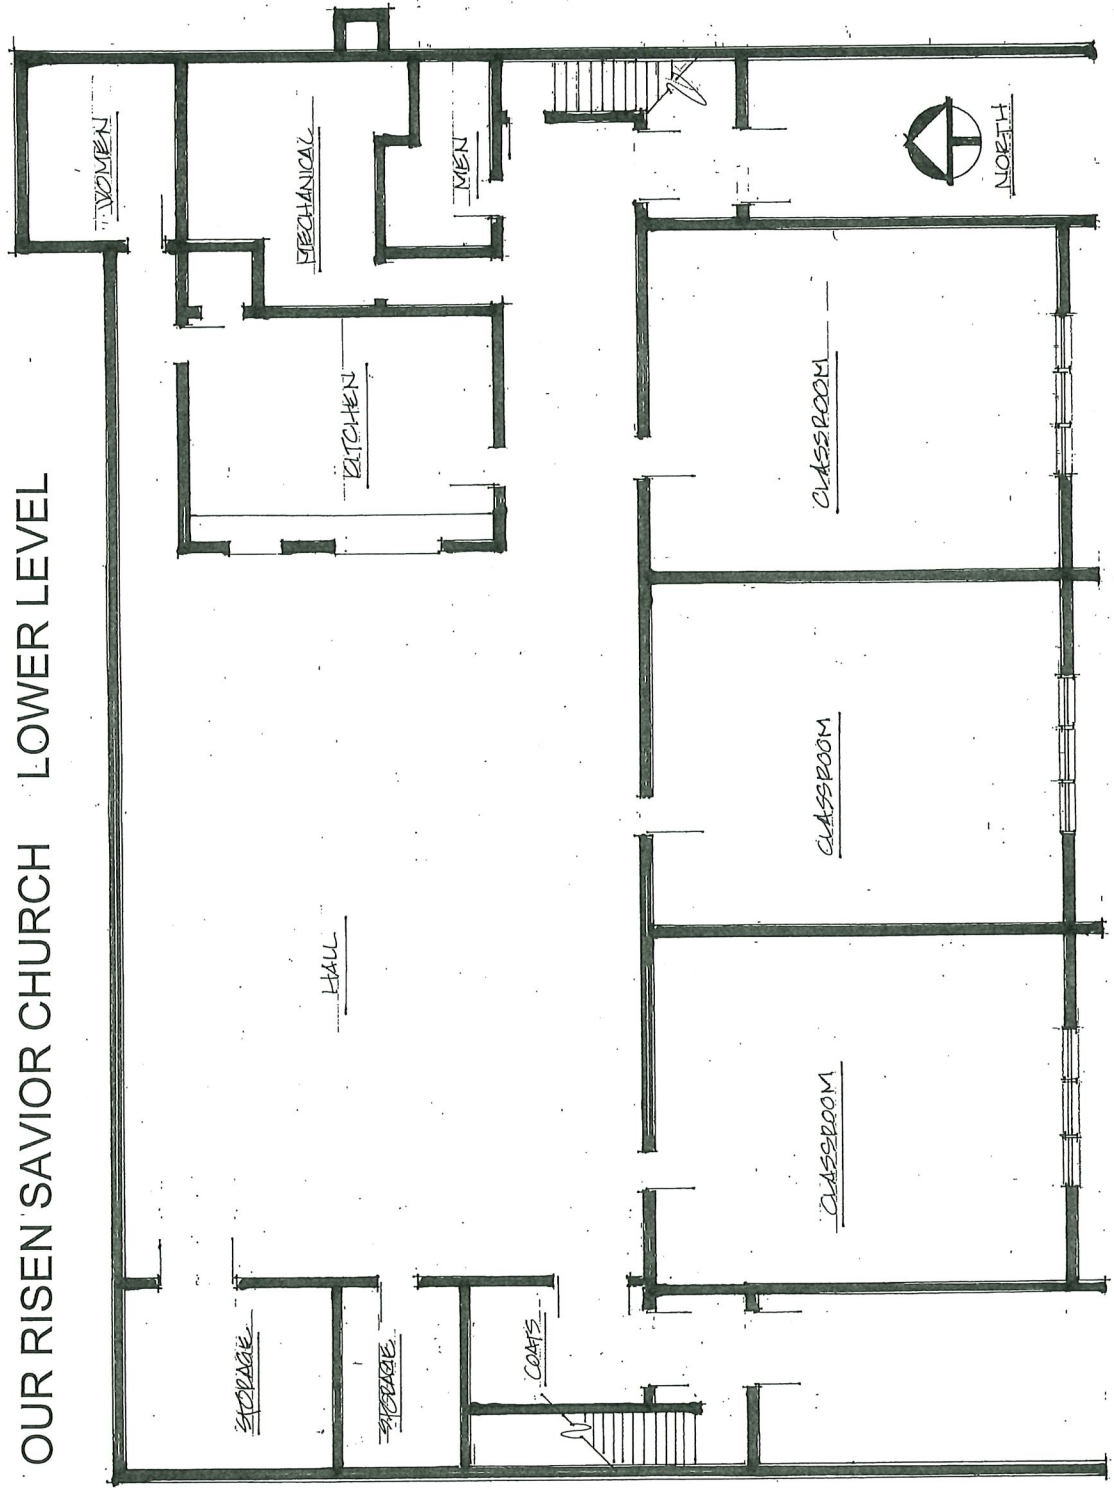 OUR RISEN SAVIOR CHURCH LOWER LEVEL
WOMEN
MECHANICAL
MEN
NORTH
KITCHEN
CLASSROOM
CLASSROOM
HALL
CLASSROOM
STORAGE
STORAGE
COATS